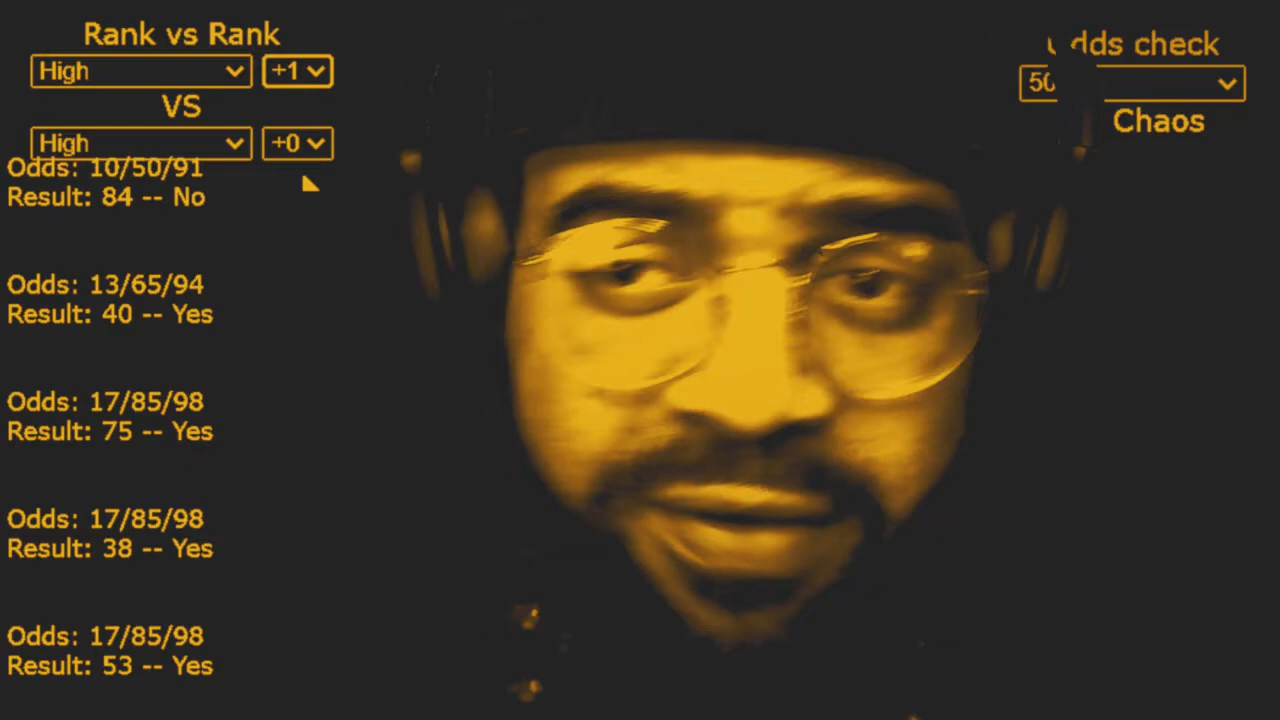 Rank vs Rank
High +1
VS
High +0
Odds: 10/50/91
Result: 84 -- No
Odds: 13/65/94
Result: 40 -- Yes
Odds: 17/85/98
Result: 75 -- Yes
Odds: 17/85/98
Result: 38 -- Yes
Odds: 17/85/98
Result: 53 -- Yes
check
Chaos